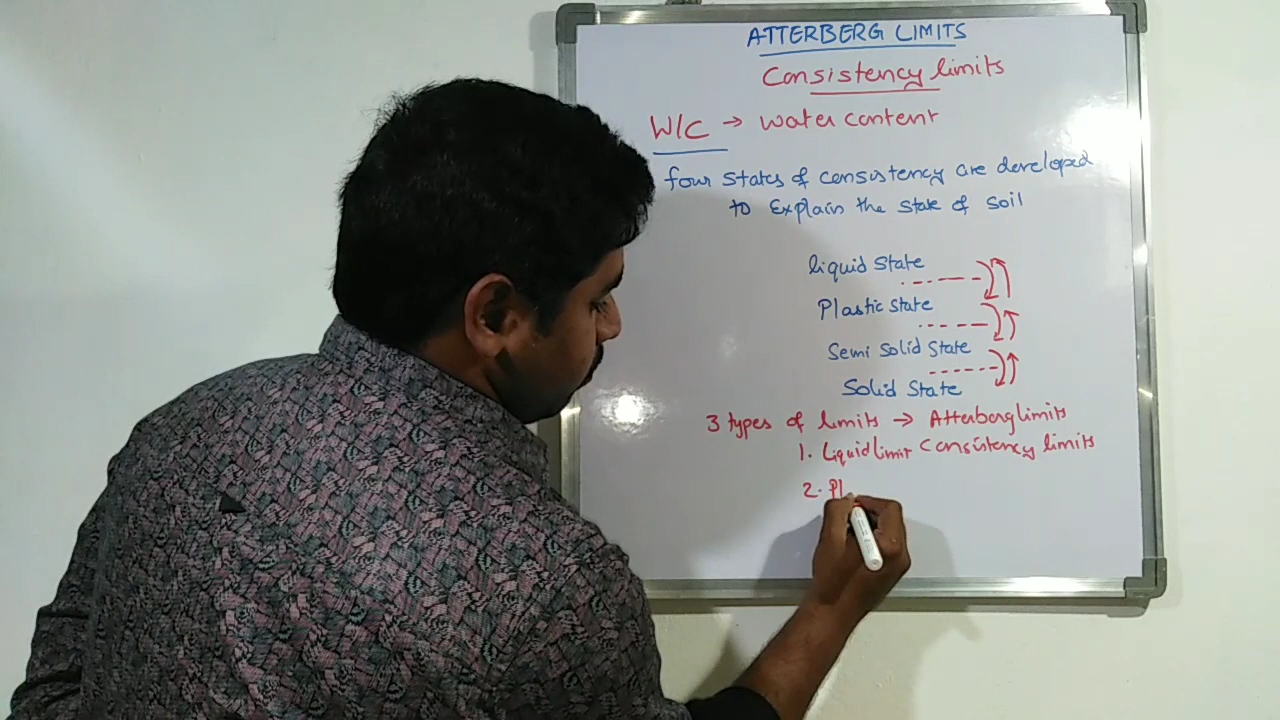 ATTERBERG LIMITS
Consistency limits
W/C → water content
four states of consistency are developed
to Explain the state of soil
liquid state
Plastic state
Semi solid state
Solid state
3 types of limits → Atterberg limits
1. Liquid limit Consistency limits
2. Pl